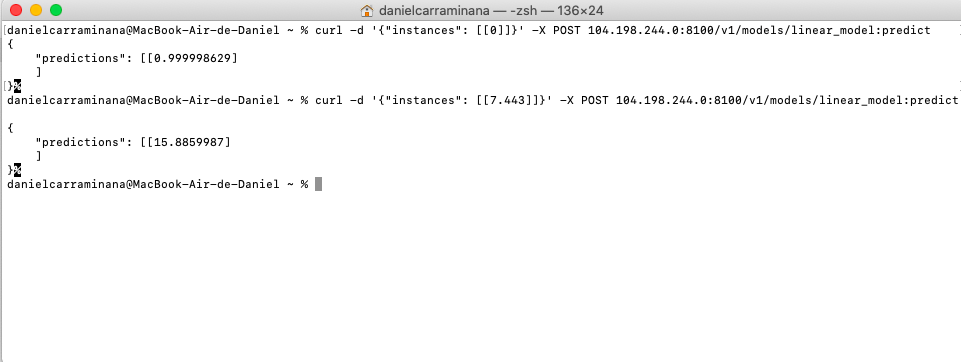 danielcarraminana — -zsh — 136×24
[danielcarraminana@MacBook-Air-de-Daniel ~ % curl -d '{"instances": [[0]]}' -X POST 104.198.244.0:8100/v1/models/linear_model:predict ]
{
    "predictions": [[0.999998629]
    ]
[}% ]
danielcarraminana@MacBook-Air-de-Daniel ~ % curl -d '{"instances": [[7.443]]}' -X POST 104.198.244.0:8100/v1/models/linear_model:predict
{
    "predictions": [[15.8859987]
    ]
}%
danielcarraminana@MacBook-Air-de-Daniel ~ %